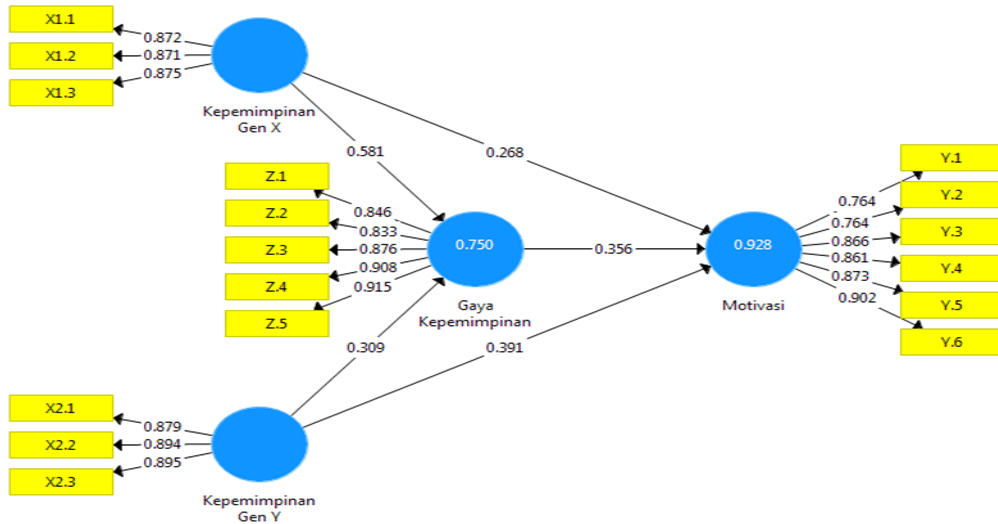 X1.1
X1.2
X1.3
0.872
0.871
0.875
Kepemimpinan
Gen X
0.581
0.268
Z.1
Z.2
Z.3
Z.4
Z.5
0.846
0.833
0.876
0.908
0.915
0.750
Gaya
Kepemimpinan
0.356
0.928
Motivasi
0.764
0.764
0.866
0.861
0.873
0.902
Y.1
Y.2
Y.3
Y.4
Y.5
Y.6
0.309
0.391
X2.1
X2.2
X2.3
0.879
0.894
0.895
Kepemimpinan
Gen Y